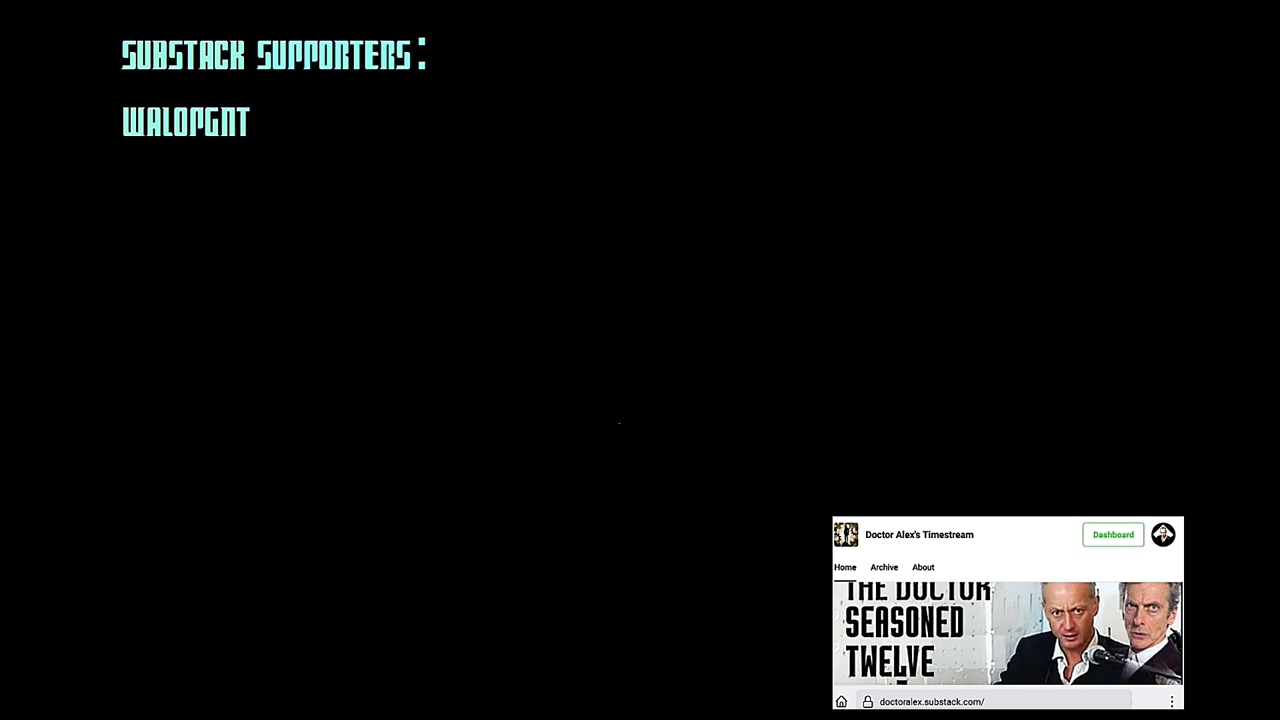 SUBSTACK SUPPORTERS:
WALOPGNT
Doctor Alex's Timestream
Dashboard
Home Archive About
THE DOCTOR
SEASONED
TWELVE
doctoralex.substack.com/